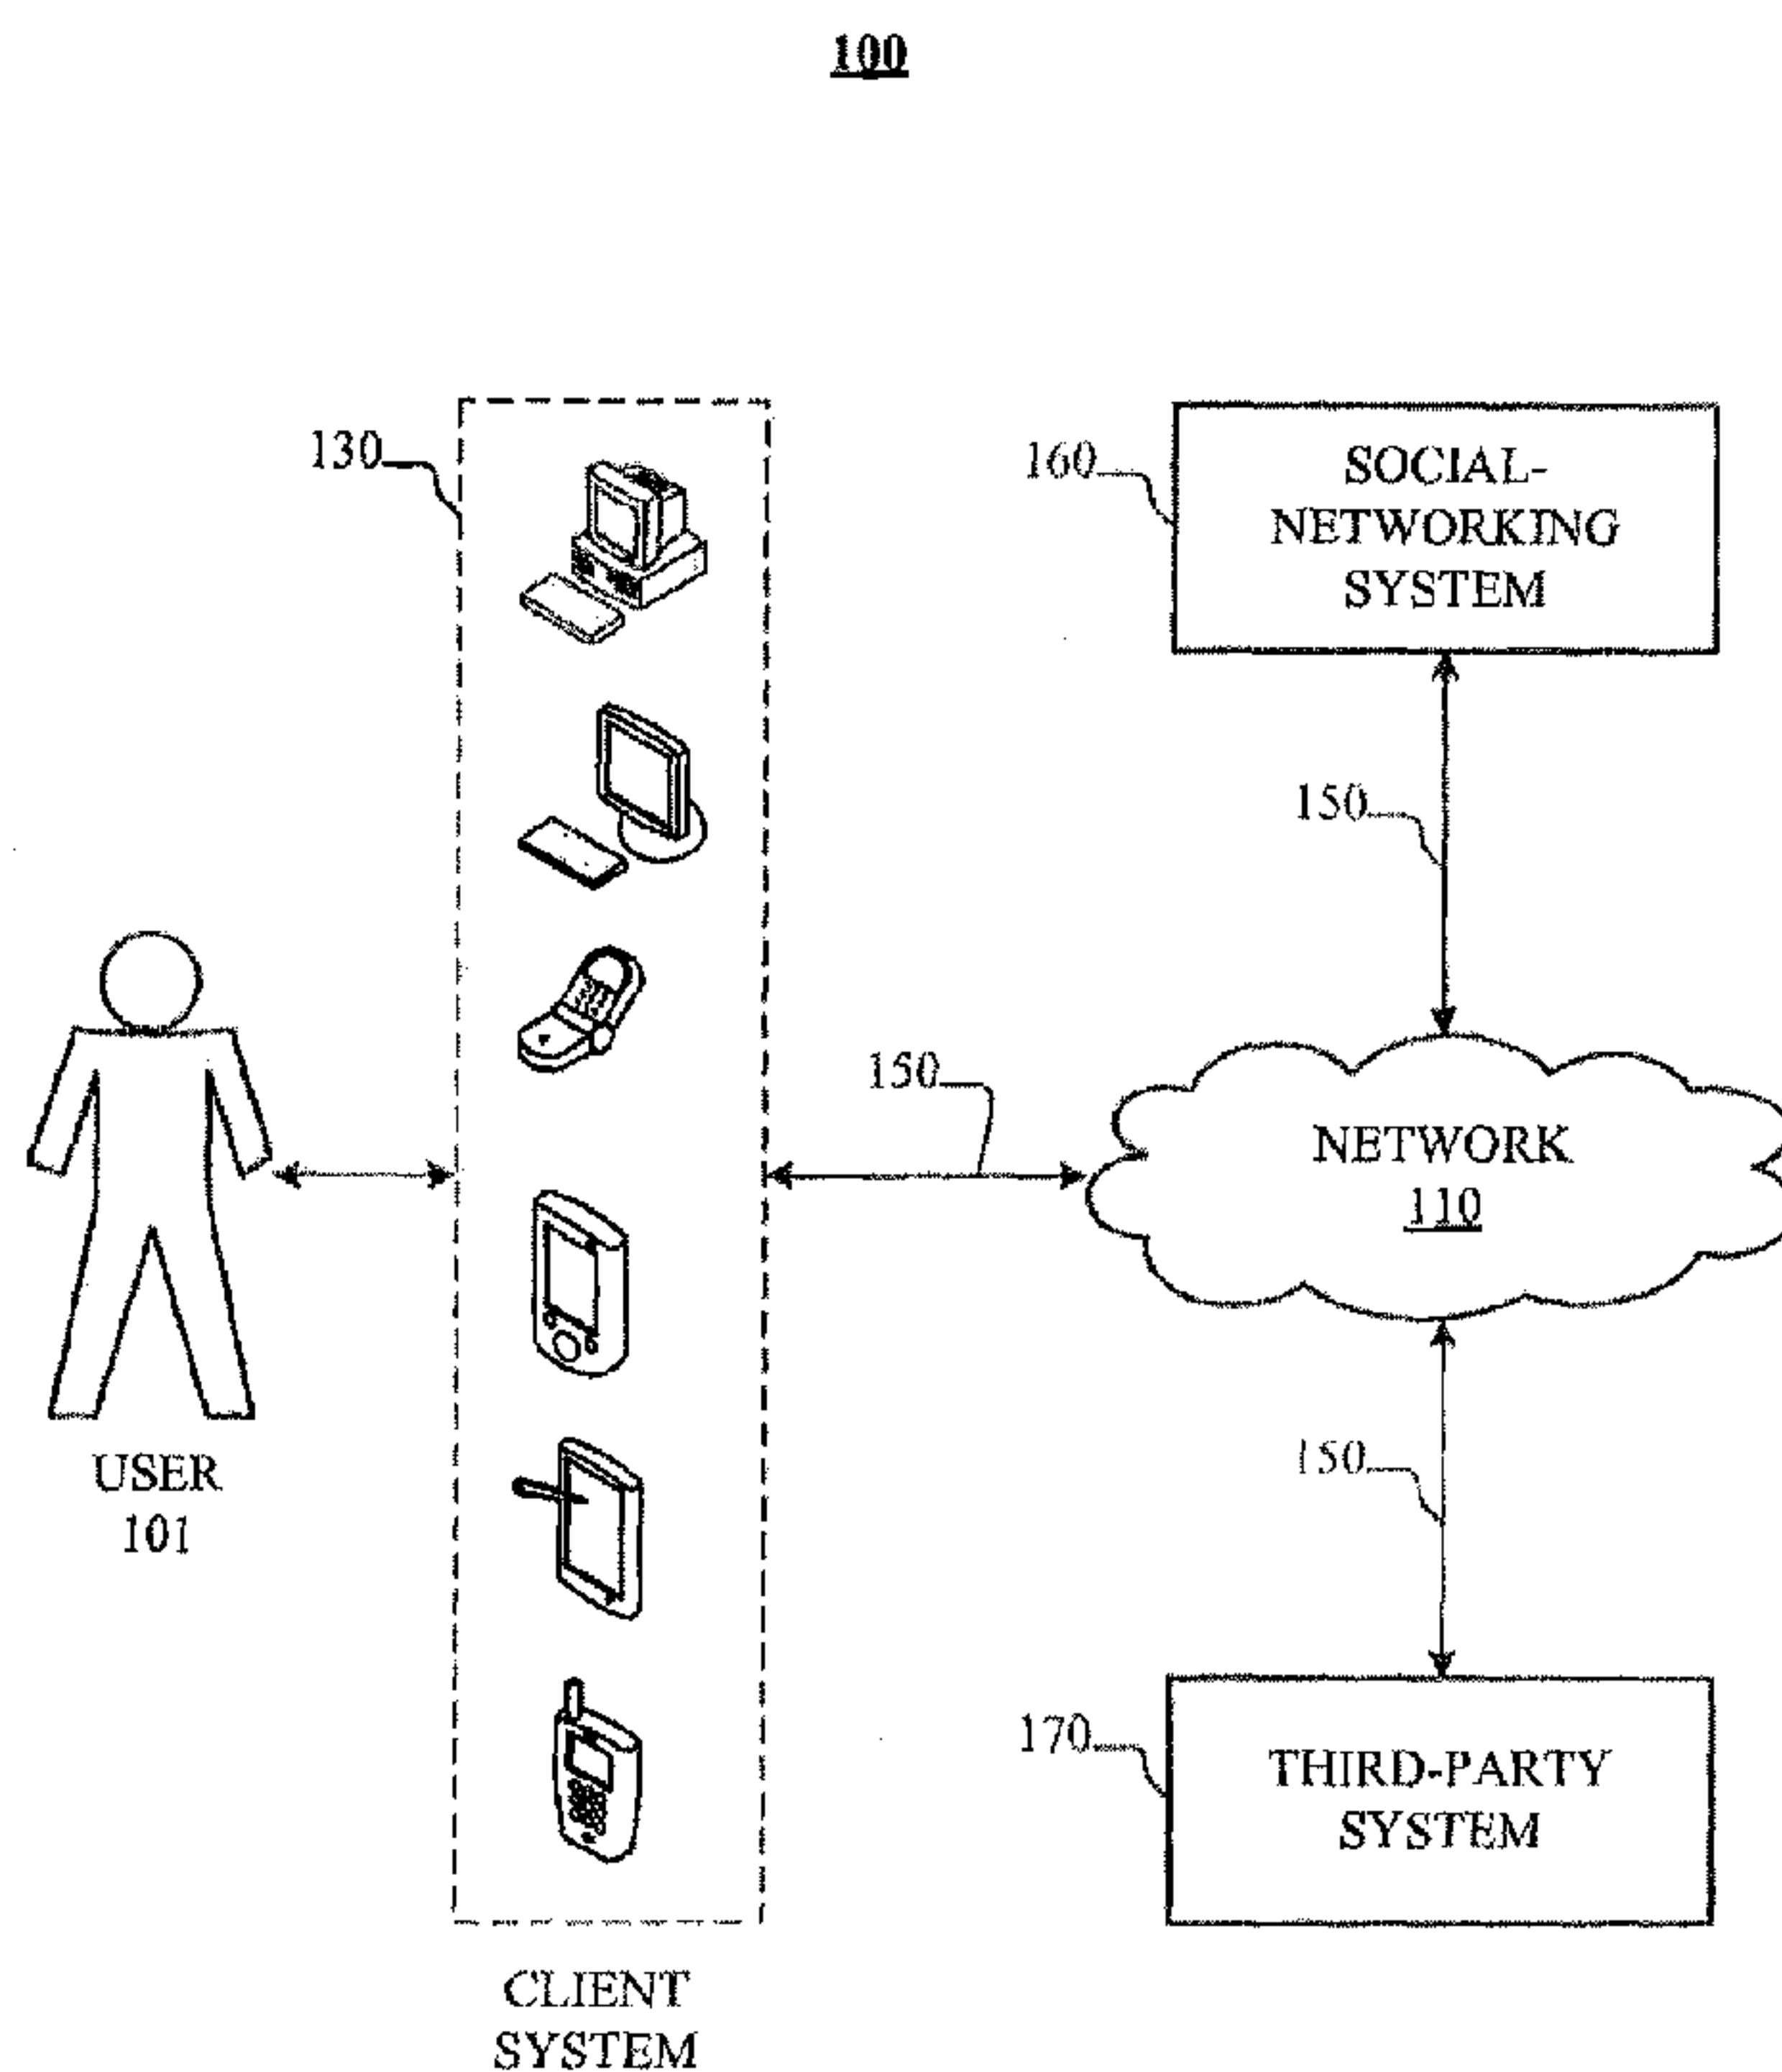 100
130
160
SOCIAL-
NETWORKING
SYSTEM
150
150
NETWORK
110
USER
101
150
170
THIRD-PARTY
SYSTEM
CLIENT
SYSTEM